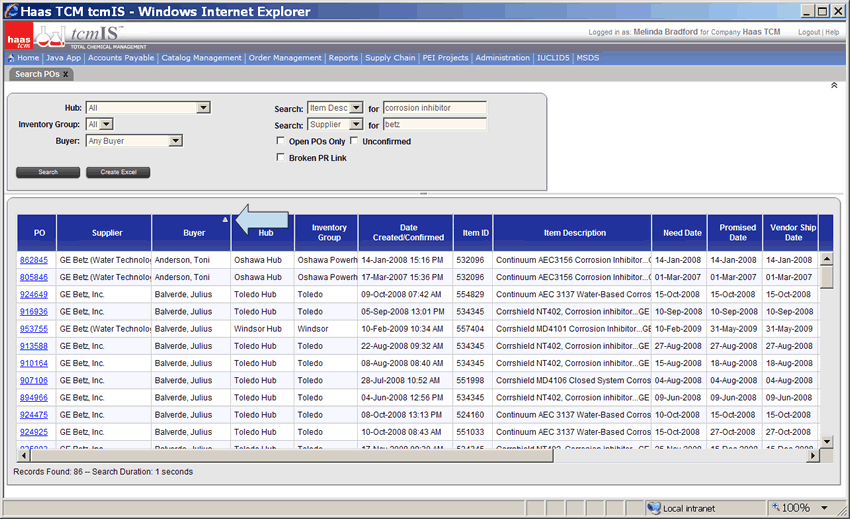 Haas TCM tcmIS - Windows Internet Explorer
haas tcm tcmIS TOTAL CHEMICAL MANAGEMENT Logged in as: Melinda Bradford for Company Haas TCM Logout | Help
Home | Java App | Accounts Payable | Catalog Management | Order Management | Reports | Supply Chain | PEI Projects | Administration | IUCLID5 | MSDS
Search POs x
Hub: All Search: Item Desc for corrosion inhibitor
Inventory Group: All Search: Supplier for betz
Buyer: Any Buyer Open POs Only Unconfirmed
Broken PR Link
Search Create Excel
PO Supplier Buyer Hub Inventory Group Date Created/Confirmed Item ID Item Description Need Date Promised Date Vendor Ship Date
862845 GE Betz (Water Technolo Anderson, Toni Oshawa Hub Oshawa Powerh 14-Jan-2008 15:16 PM 532096 Continuum AEC3156 Corrosion Inhibitor...G 14-Jan-2008 14-Jan-2008 14-Jan-2008
805846 GE Betz (Water Technolo Anderson, Toni Oshawa Hub Oshawa Powerh 17-Mar-2007 15:36 PM 532096 Continuum AEC3156 Corrosion Inhibitor...G 01-Mar-2007 01-Mar-2007 01-Mar-2007
924649 GE Betz, Inc. Balverde, Julius Toledo Hub Toledo 09-Oct-2008 07:42 AM 554829 Continuum AEC 3137 Water-Based Corros 15-Oct-2008 15-Oct-2008 15-Oct-2008
916936 GE Betz, Inc. Balverde, Julius Toledo Hub Toledo 05-Sep-2008 13:01 PM 534345 Corrshield NT402, Corrosion inhibitor...GE 10-Sep-2008 10-Sep-2008 10-Sep-2008
953755 GE Betz (Water Technolo Balverde, Julius Windsor Hub Windsor 10-Feb-2009 10:34 AM 557404 Corrshield MD4101 Corrosion Inhibitor... 10-Feb-2009 31-May-2009 31-May-2009
913588 GE Betz, Inc. Balverde, Julius Toledo Hub Toledo 22-Aug-2008 09:32 AM 534345 Corrshield NT402, Corrosion inhibitor...GE 27-Aug-2008 27-Aug-2008 27-Aug-2008
910164 GE Betz, Inc. Balverde, Julius Toledo Hub Toledo 08-Aug-2008 08:40 AM 534345 Corrshield NT402, Corrosion inhibitor...GE 15-Aug-2008 18-Aug-2008 18-Aug-2008
907106 GE Betz, Inc. Balverde, Julius Toledo Hub Toledo 28-Jul-2008 10:52 AM 551998 Corrshield MD4106 Closed System Corros 04-Aug-2008 04-Aug-2008 04-Aug-2008
894966 GE Betz, Inc. Balverde, Julius Toledo Hub Toledo 04-Jun-2008 12:56 PM 534345 Corrshield NT402, Corrosion inhibitor...GE 09-Jun-2008 09-Jun-2008 09-Jun-2008
924475 GE Betz, Inc. Balverde, Julius Toledo Hub Toledo 08-Oct-2008 13:13 PM 524160 Continuum AEC 3137 Water-Based Corros 10-Oct-2008 15-Oct-2008 15-Oct-2008
924925 GE Betz, Inc. Balverde, Julius Toledo Hub Toledo 10-Oct-2008 08:43 AM 551033 Continuum AEC 3137 Water-Based Corros 15-Oct-2008 27-Oct-2008 27-Oct-2008
Records Found: 86 -- Search Duration: 1 seconds
Local intranet 100%